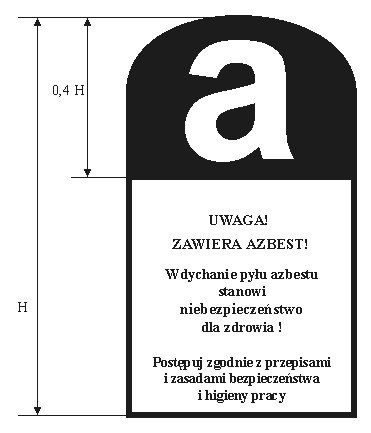 a
0,4 H
UWAGA!
ZAWIERA AZBEST!
Wdychanie pyłu azbestu
stanowi
niebezpieczeństwo
dla zdrowia !
H
Postępuj zgodnie z przepisami
i zasadami bezpieczeństwa
i higieny pracy